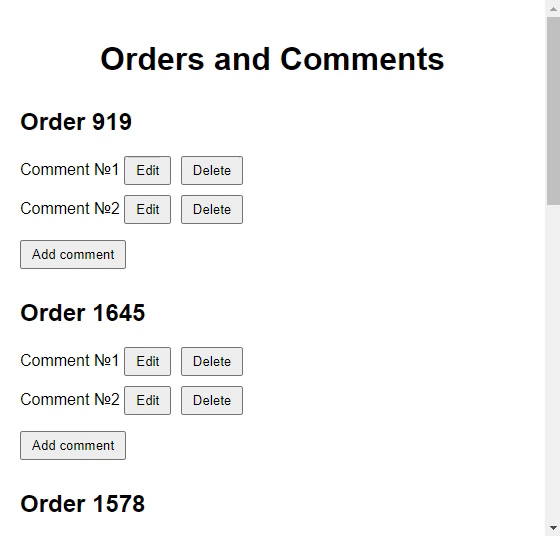 Orders and Comments
Order 919
Comment №1 Edit Delete
Comment №2 Edit Delete
Add comment
Order 1645
Comment №1 Edit Delete
Comment №2 Edit Delete
Add comment
Order 1578